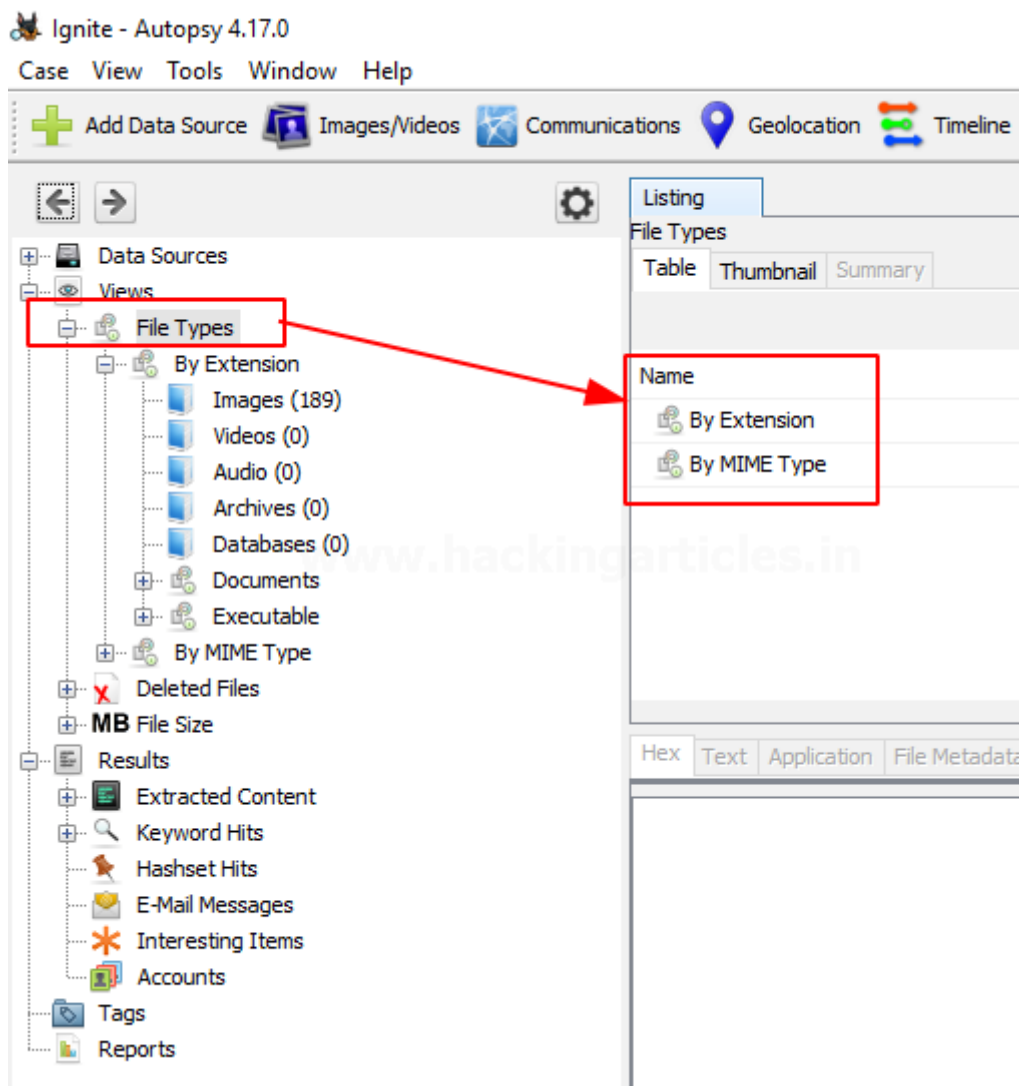 Ignite - Autopsy 4.17.0
Case View Tools Window Help
Add Data Source Images/Videos Communications Geolocation Timeline
Data Sources
Views
File Types
By Extension
Images (189)
Videos (0)
Audio (0)
Archives (0)
Databases (0)
Documents
Executable
By MIME Type
Deleted Files
MB File Size
Results
Extracted Content
Keyword Hits
Hashset Hits
E-Mail Messages
Interesting Items
Accounts
Tags
Reports
Listing
File Types
Table Thumbnail Summary
Name
By Extension
By MIME Type
www.hackingarticles.in
Hex Text Application File Metadata